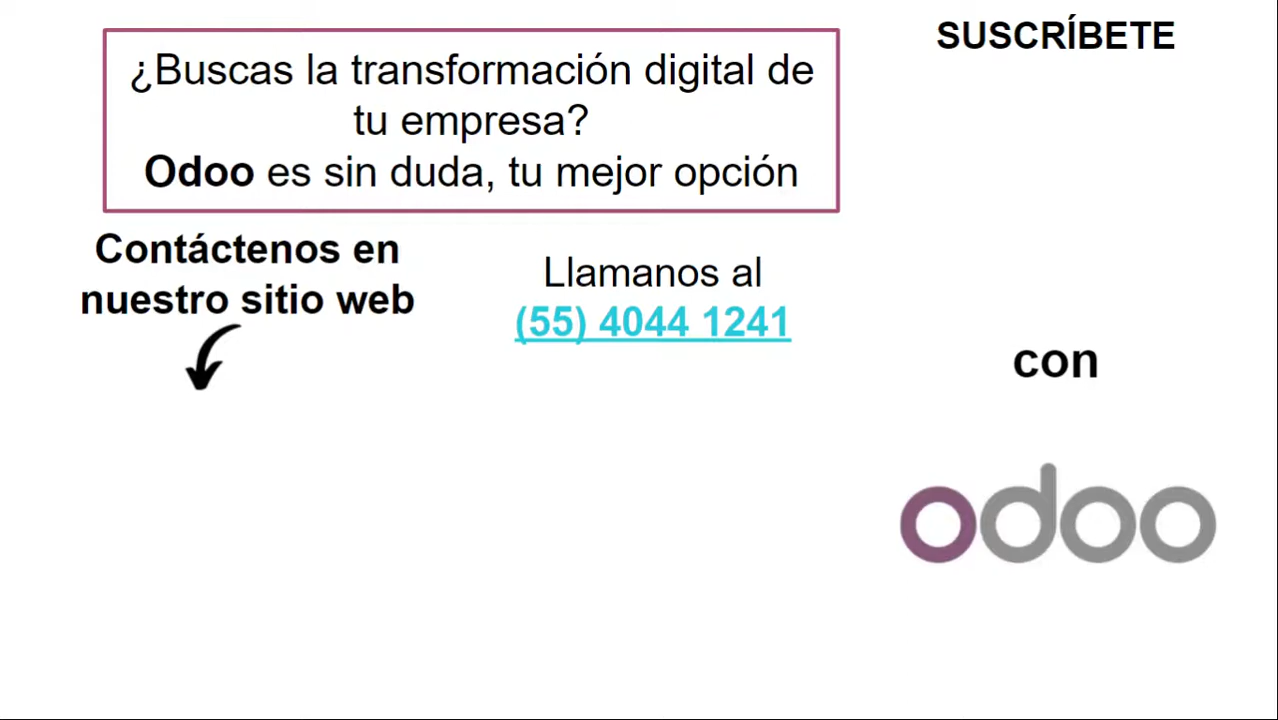 ¿Buscas la transformación digital de
tu empresa?
Odoo es sin duda, tu mejor opción
SUSCRÍBETE
Contáctenos en
nuestro sitio web
Llamanos al
(55) 4044 1241
con
odoo